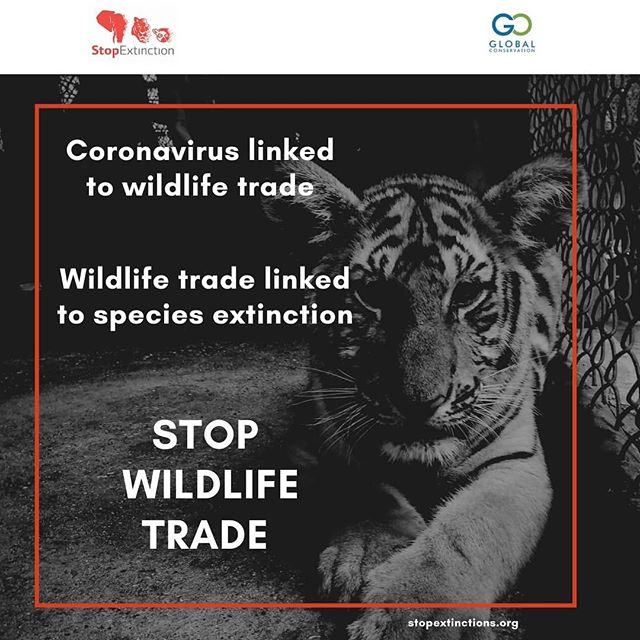 StopExtinction
GO
GLOBAL
CONSERVATION
Coronavirus linked
to wildlife trade
Wildlife trade linked
to species extinction
STOP
WILDLIFE
TRADE
stopextinctions.org